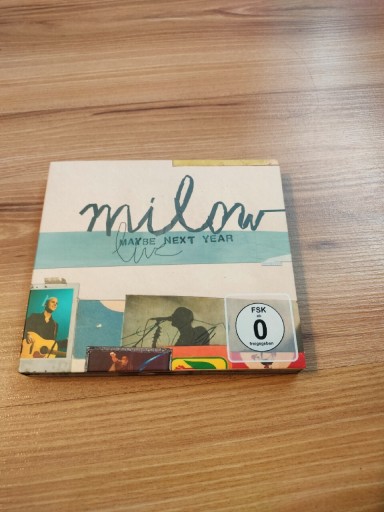 milow
MAYBE NEXT YEAR
live
FSK
ab
0
freigegeben